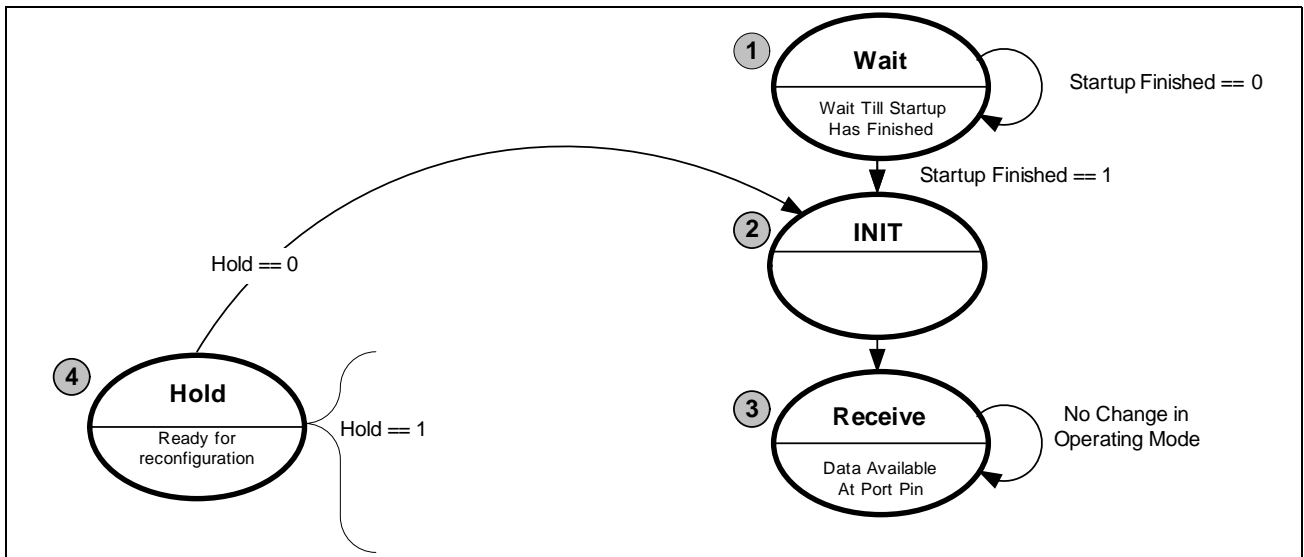 1
Wait
Wait Till Startup
Has Finished
Startup Finished == 0
Startup Finished == 1
2
INIT
Hold == 0
4
Hold
Ready for
reconfiguration
Hold == 1
3
Receive
Data Available
At Port Pin
No Change in
Operating Mode